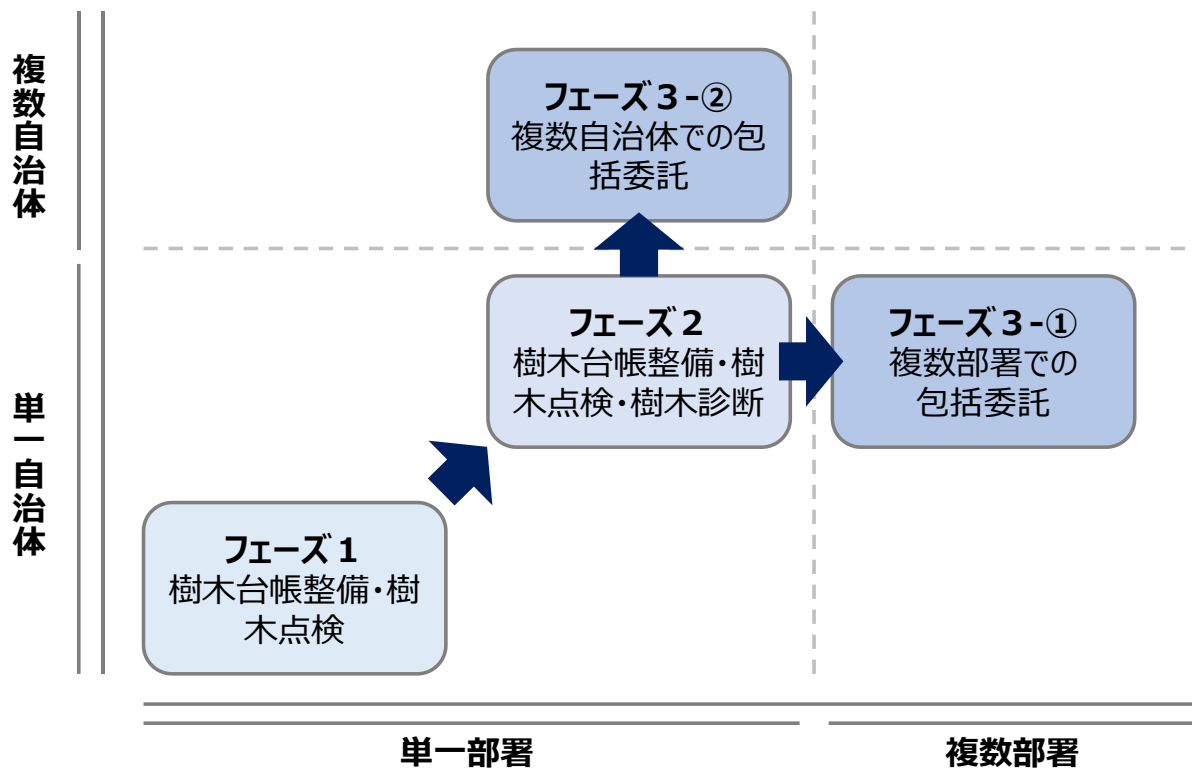 複数自治体
フェーズ３-②
複数自治体での包
括委託
単一自治体
フェーズ２
樹木台帳整備・樹
木点検・樹木診断
フェーズ３-①
複数部署での
包括委託
フェーズ１
樹木台帳整備・樹
木点検
単一部署
複数部署